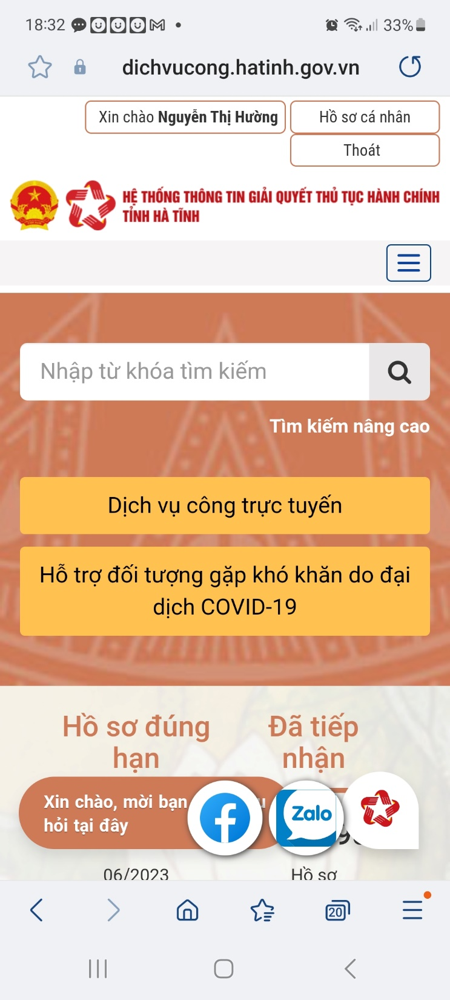 18:32
33%
dichvucong.hatinh.gov.vn
Xin chào Nguyễn Thị Hường
Hồ sơ cá nhân
Thoát
HỆ THỐNG THÔNG TIN GIẢI QUYẾT THỦ TỤC HÀNH CHÍNH
TỈNH HÀ TĨNH
Nhập từ khóa tìm kiếm
Tìm kiếm nâng cao
Dịch vụ công trực tuyến
Hỗ trợ đối tượng gặp khó khăn do đại
dịch COVID-19
Hồ sơ đúng
hạn
Đã tiếp
nhận
Xin chào, mời bạn
hỏi tại đây
Zalo
06/2023
Hồ sơ
20